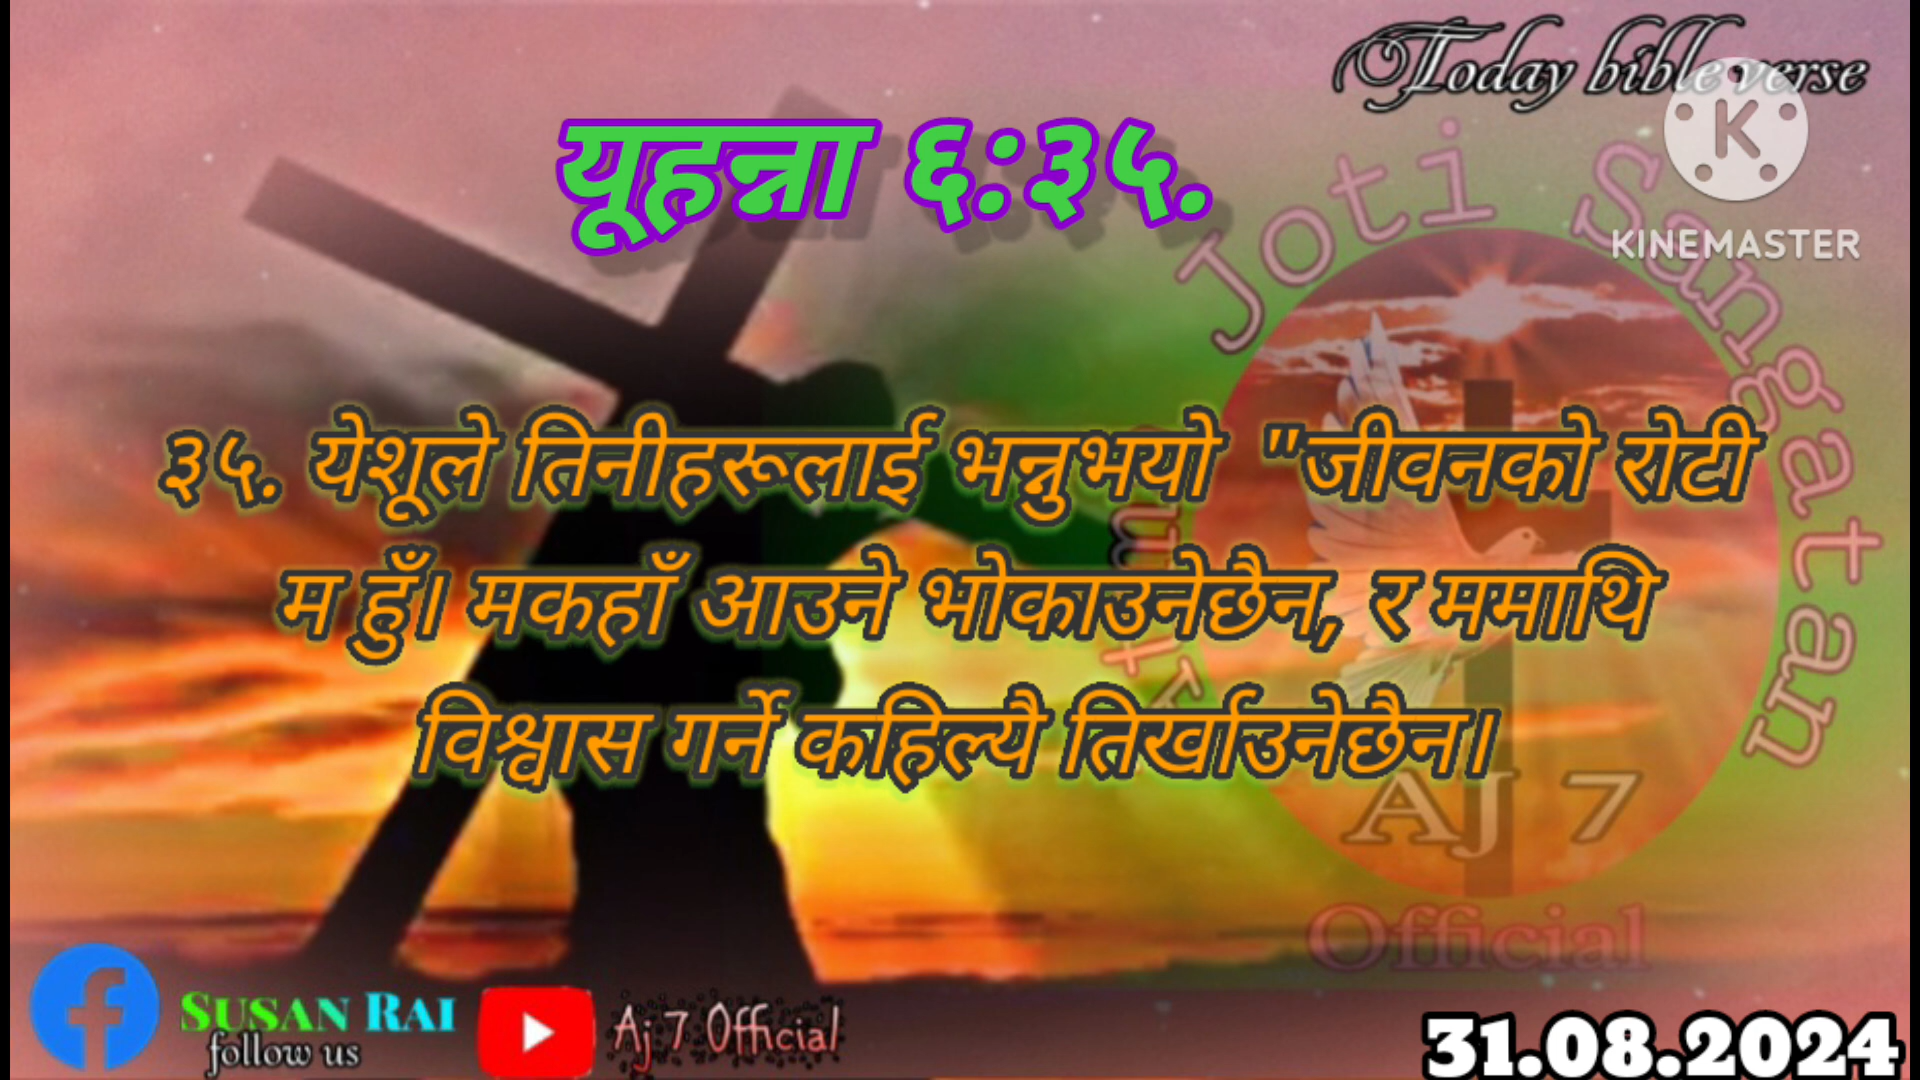 Today bible verse
KINEMASTER
यूहन्ना ६:३५.
३५. येशूले तिनीहरूलाई भन्नुभयो "जीवनको रोटी
म हुँ। मकहाँ आउने भोकाउनेछैन, र ममाथि
विश्वास गर्ने कहिल्यै तिर्खाउनेछैन।
Joti Sangatan
AJ 7
Official
SUSAN RAI
follow us
Aj 7 Official
31.08.2024